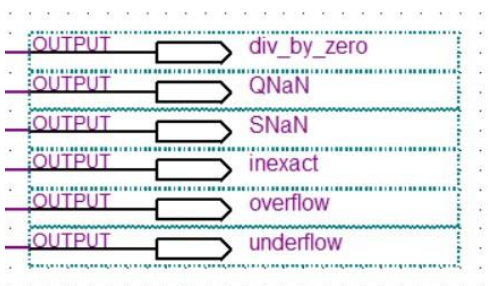 OUTPUT div_by_zero
OUTPUT QNaN
OUTPUT SNaN
OUTPUT inexact
OUTPUT overflow
OUTPUT underflow